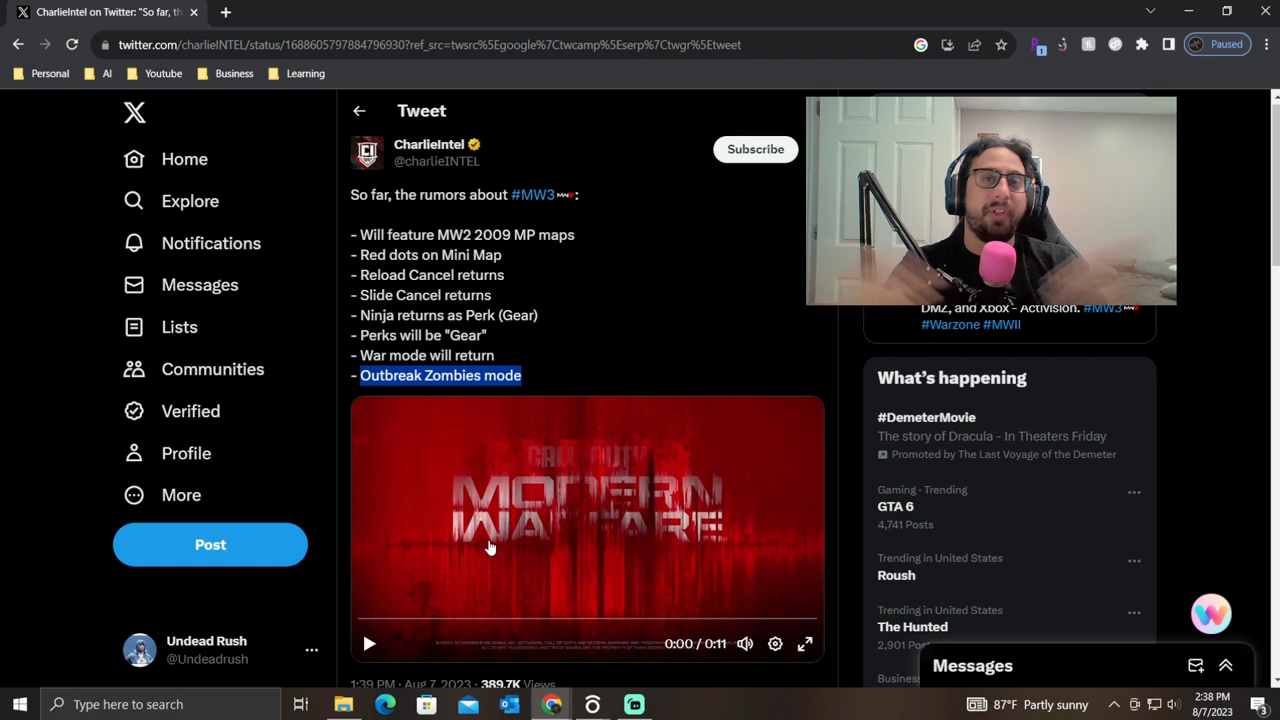 CharlieIntel on Twitter: "So far, th
twitter.com/charlieINTEL/status/1688605797884796930?ref_src=twsrc%5Egoogle%7Ctwcamp%5Eserp%7Ctwgr%5Etweet
1
Paused
Personal
AI
Youtube
Business
Learning
Home
Explore
Notifications
Messages
Lists
Communities
Verified
Profile
More
Post
Undead Rush
@Undeadrush
Tweet
CharlieIntel
@charlieINTEL
Subscribe
So far, the rumors about #MW3:
- Will feature MW2 2009 MP maps
- Red dots on Mini Map
- Reload Cancel returns
- Slide Cancel returns
- Ninja returns as Perk (Gear)
- Perks will be "Gear"
- War mode will return
- Outbreak Zombies mode
CALL OF DUTY
MODERN
WARFARE
0:00 / 0:11
1:39 PM · Aug 7, 2023 · 389.7K Views
DMZ, and Xbox - Activision. #MW3
#Warzone #MWII
What's happening
#DemeterMovie
The story of Dracula - In Theaters Friday
Promoted by The Last Voyage of the Demeter
Gaming · Trending
GTA 6
4,741 Posts
Trending in United States
Roush
Trending in United States
The Hunted
2,901 Pos
Business
Messages
Type here to search
87°F Partly sunny
2:38 PM
8/7/2023
3